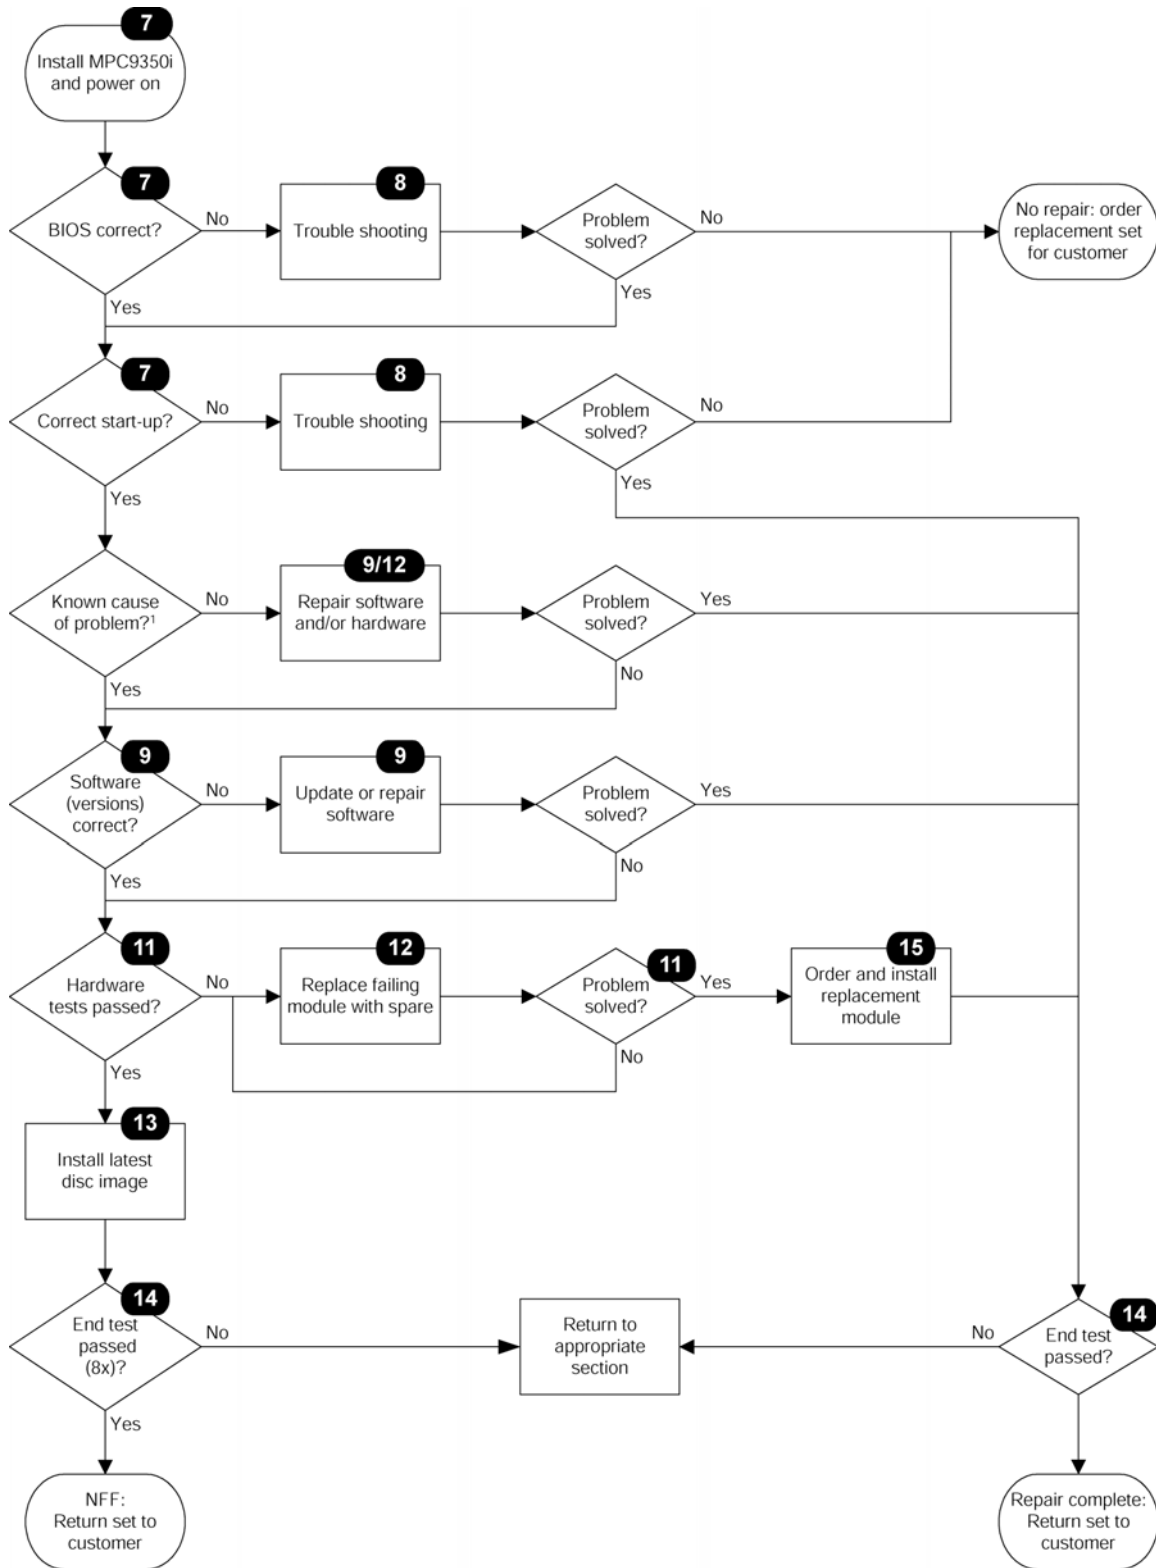 7
Install MPC9350i
and power on
7
BIOS correct?
No
8
Trouble shooting
Problem
solved?
No
No repair: order
replacement set
for customer
Yes
Yes
7
Correct start-up?
No
8
Trouble shooting
Problem
solved?
No
Yes
Yes
Known cause
of problem?¹
No
9/12
Repair software
and/or hardware
Problem
solved?
Yes
Yes
No
9
Software
(versions)
correct?
No
9
Update or repair
software
Problem
solved?
Yes
Yes
No
11
Hardware
tests passed?
No
12
Replace failing
module with spare
11
Problem
solved?
Yes
15
Order and install
replacement
module
Yes
No
13
Install latest
disc image
14
End test
passed
(8x)?
No
Return to
appropriate
section
No
14
End test
passed?
Yes
NFF:
Return set to
customer
Repair complete:
Return set to
customer